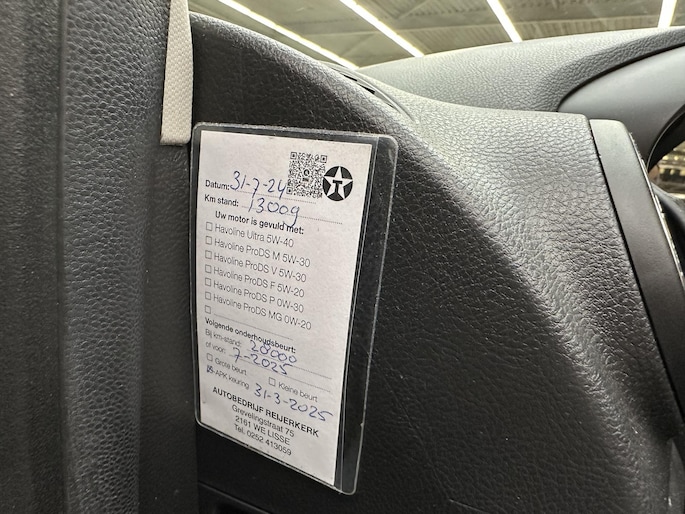 Datum: 31-7-24
Km stand: 13009
Uw motor is gevuld met:
Havoline Ultra 5W-40
Havoline ProDS M 5W-30
Havoline ProDS V 5W-30
Havoline ProDS F 5W-20
Havoline ProDS P 0W-30
Havoline ProDS MG 0W-20
Volgende onderhoudsbeurt:
Bij km-stand: 28000
of voor: 7-2025
Grote beurt Kleine beurt
APK keuring 31-3-2025
AUTOBEDRIJF REIJERKERK
Grevelingstraat 75
2161 WE LISSE
Tel. 0252 413059